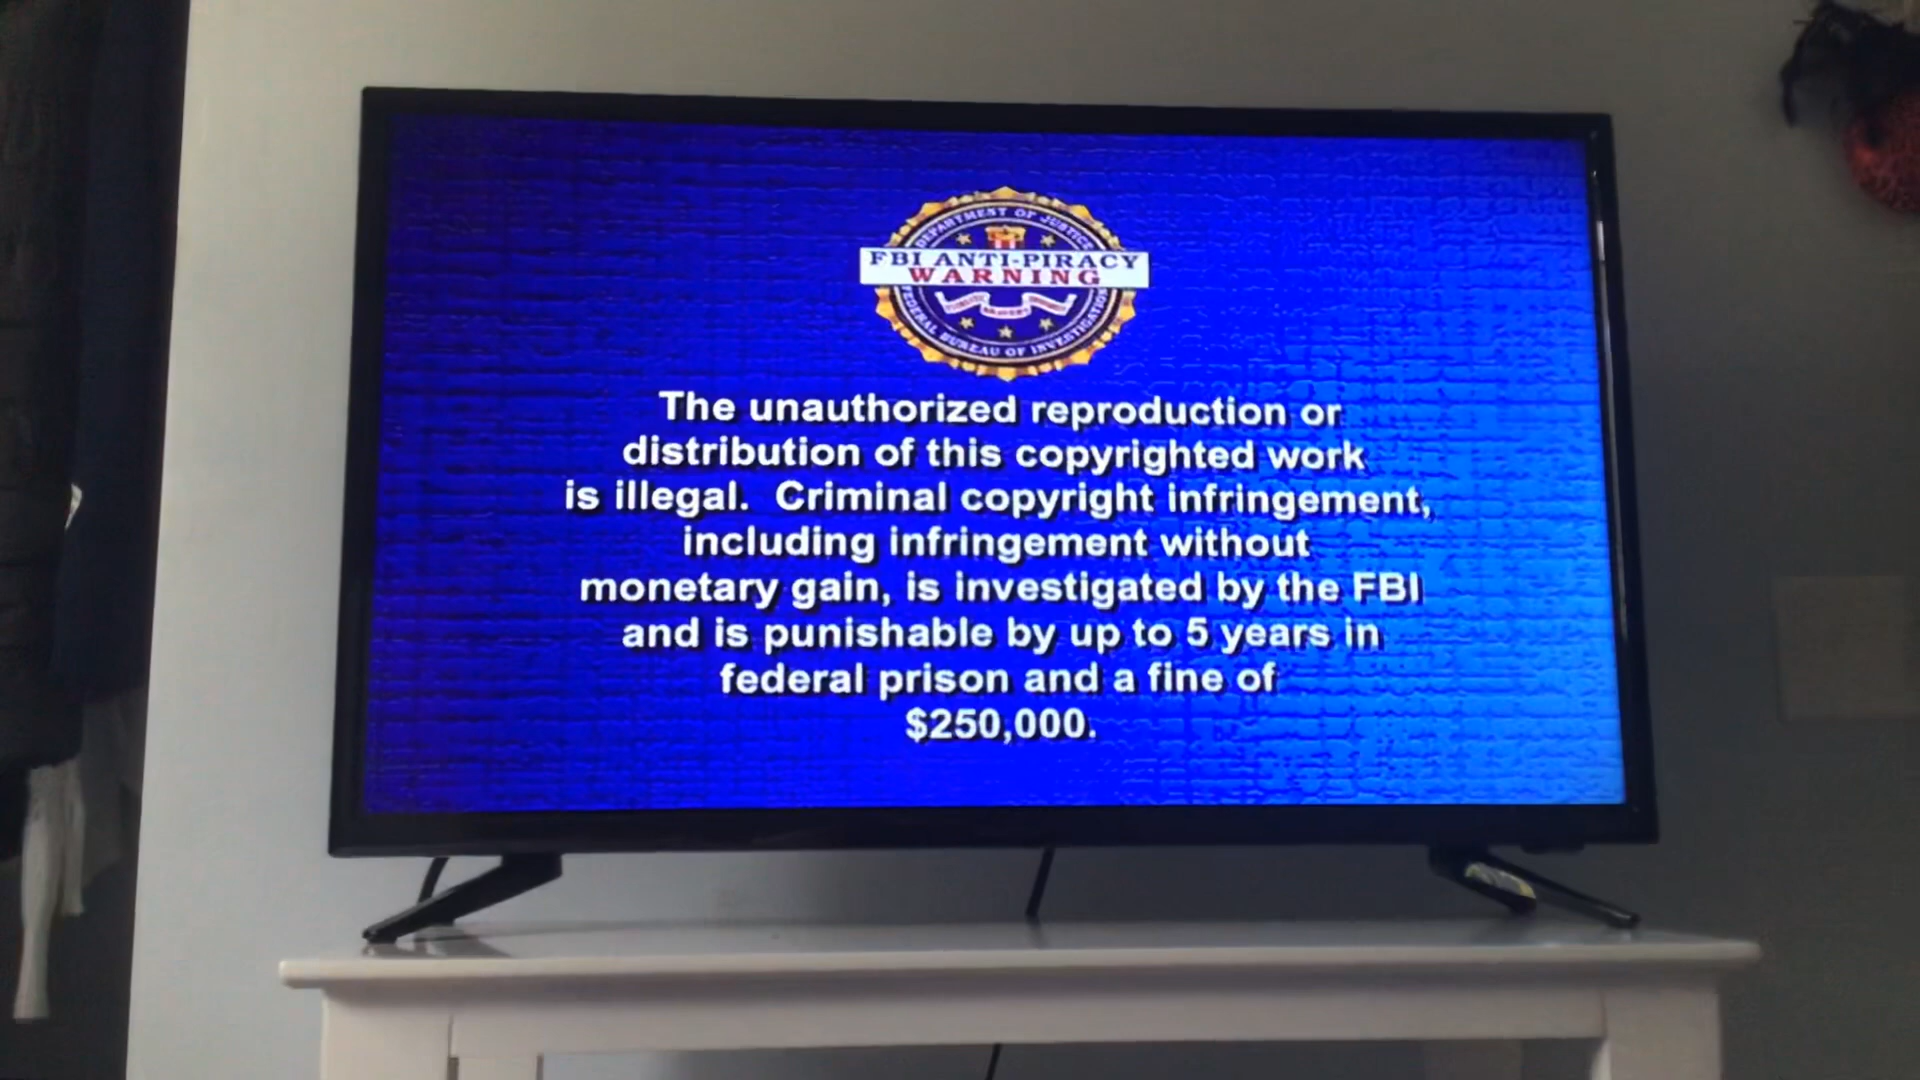 DEPARTMENT OF JUSTICE
FBI ANTI-PIRACY
WARNING
FEDERAL BUREAU OF INVESTIGATION
The unauthorized reproduction or
distribution of this copyrighted work
is illegal.  Criminal copyright infringement,
including infringement without
monetary gain, is investigated by the FBI
and is punishable by up to 5 years in
federal prison and a fine of
$250,000.